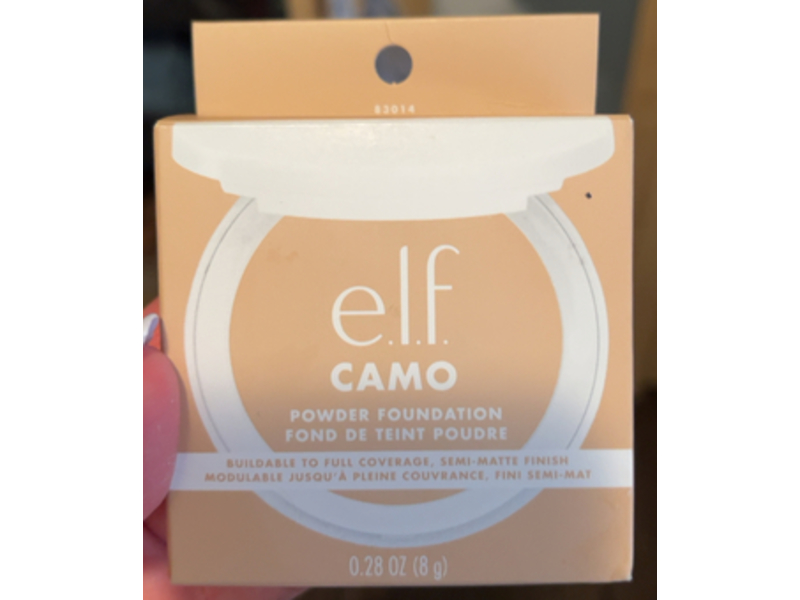 83014
e.l.f.
CAMO
POWDER FOUNDATION
FOND DE TEINT POUDRE
BUILDABLE TO FULL COVERAGE, SEMI-MATTE FINISH
MODULABLE JUSQU'À PLEINE COUVRANCE, FINI SEMI-MAT
0.28 OZ (8 g)